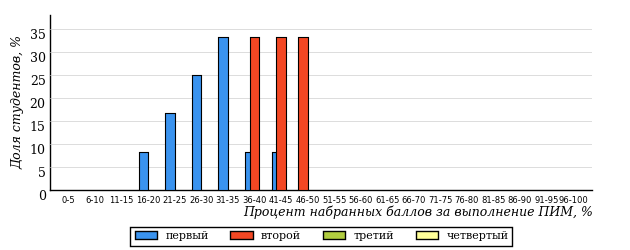 Доля студентов, %
35
30
25
20
15
10
5
0
0-5 6-10 11-15 16-20 21-25 26-30 31-35 36-40 41-45 46-50 51-55 56-60 61-65 66-70 71-75 76-80 81-85 86-90 91-95 96-100
Процент набранных баллов за выполнение ПИМ, %
первый второй третий четвертый